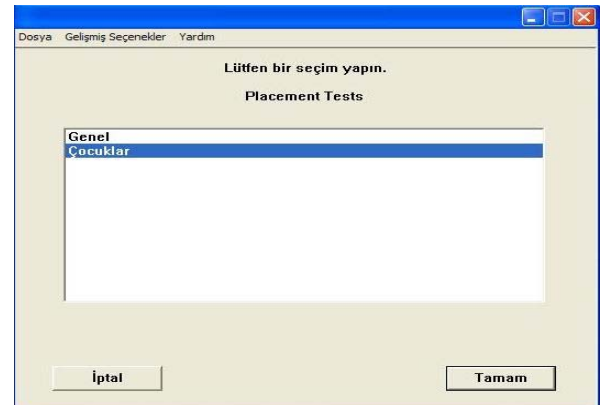 Dosya Gelişmiş Seçenekler Yardım
Lütfen bir seçim yapın.
Placement Tests
Genel
Çocuklar
İptal Tamam